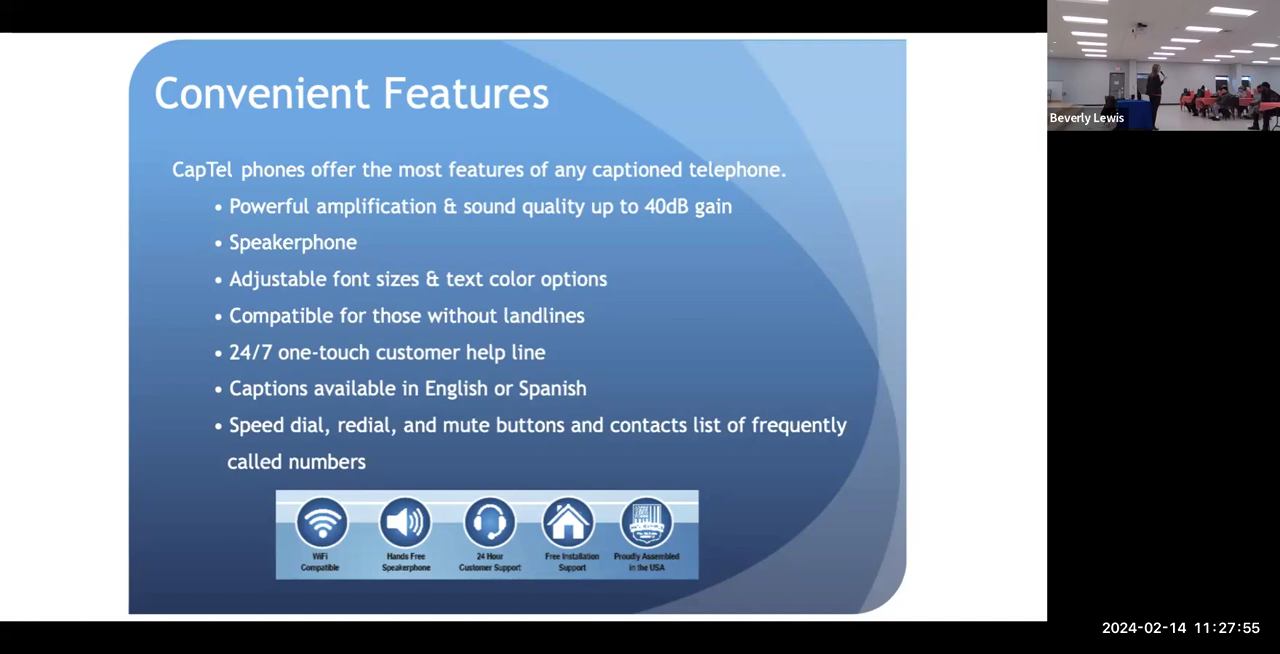 Convenient Features
CapTel phones offer the most features of any captioned telephone.
• Powerful amplification & sound quality up to 40dB gain
• Speakerphone
• Adjustable font sizes & text color options
• Compatible for those without landlines
• 24/7 one-touch customer help line
• Captions available in English or Spanish
• Speed dial, redial, and mute buttons and contacts list of frequently
called numbers
WiFi
Compatible
Hands Free
Speakerphone
24 Hour
Customer Support
Free Installation
Support
Proudly Assembled
in the USA
Beverly Lewis
2024-02-14 11:27:55